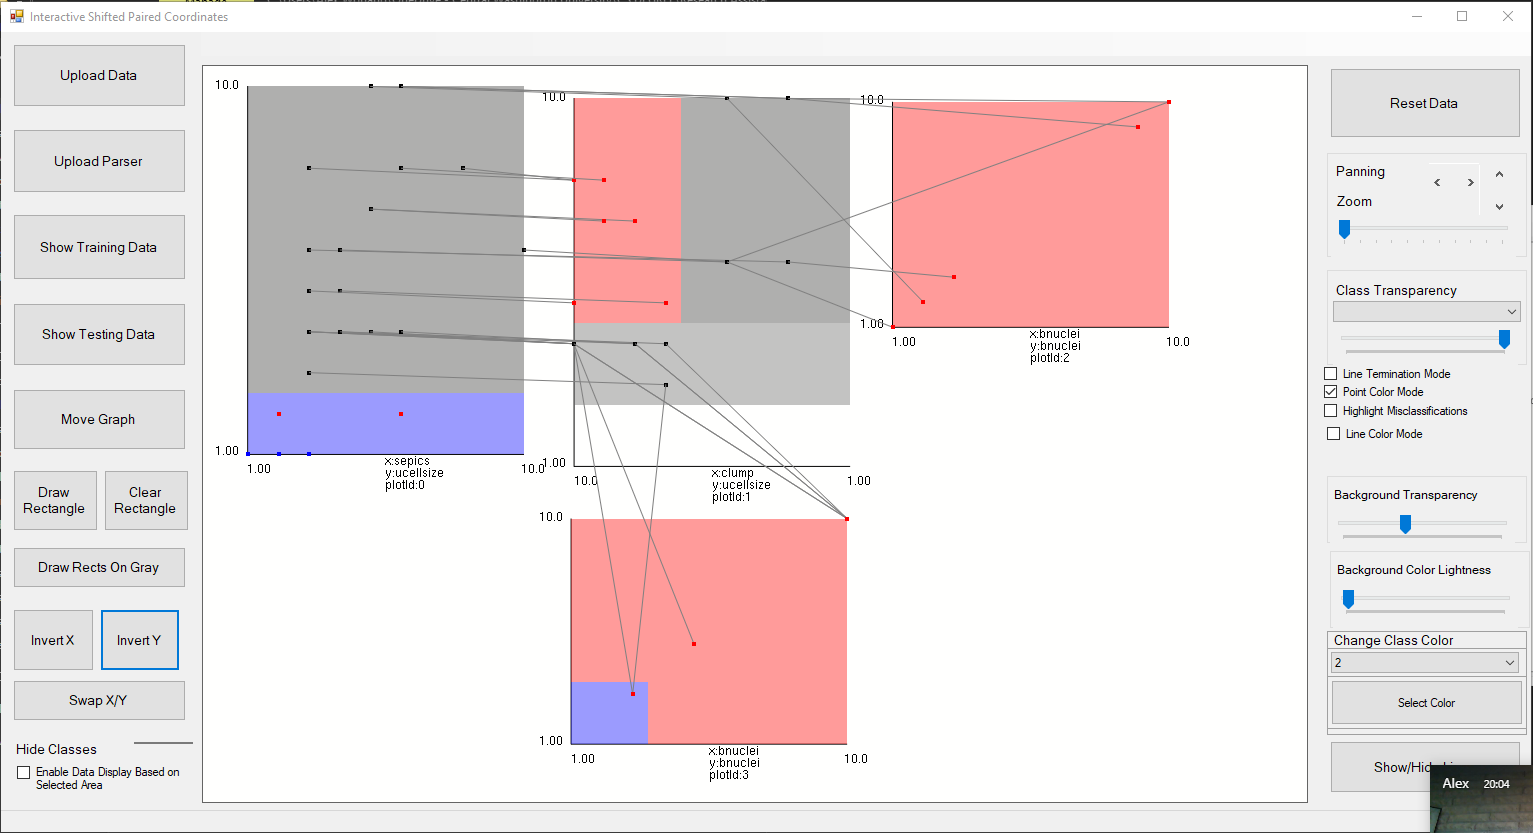 Interactive Shifted Paired Coordinates
Upload Data
Upload Parser
Show Training Data
Show Testing Data
Move Graph
Draw
Rectangle
Clear
Rectangle
Draw Rects On Gray
Invert X
Invert Y
Swap X/Y
Hide Classes
Enable Data Display Based on
Selected Area
10.0
1.00
1.00
10.0
x:sepics
y:ucellsize
plotId:0
10.0
1.00
10.0
1.00
x:clump
y:ucellsize
plotId:1
10.0
1.00
1.00
10.0
x:bnuclei
y:bnuclei
plotId:2
10.0
1.00
1.00
10.0
x:bnuclei
y:bnuclei
plotId:3
Reset Data
Panning
< >
Zoom
Class Transparency
Line Termination Mode
Point Color Mode
Highlight Misclassifications
Line Color Mode
Background Transparency
Background Color Lightness
Change Class Color
2
Select Color
Alex 20:04